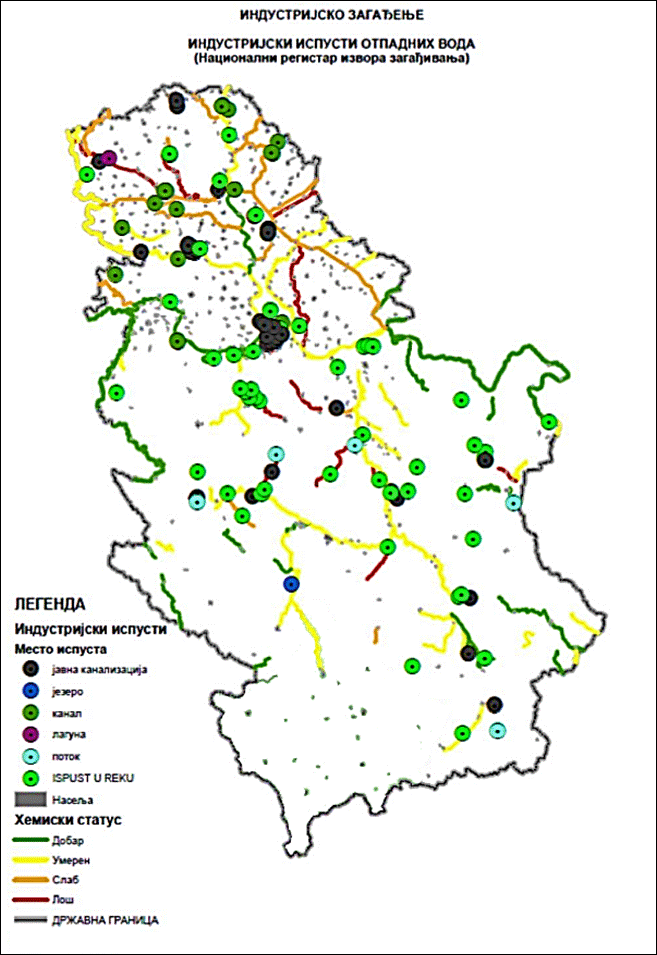 ИНДУСТРИЈСКО ЗАГАЂЕЊЕ
ИНДУСТРИЈСКИ ИСПУСТИ ОТПАДНИХ ВОДА
(Национални регистар извора загађивања)
ЛЕГЕНДА
Индустријски испусти
Место испуста
јавна канализација
језеро
канал
лагуна
поток
ISPUST U REKU
Насеља
Хемиски статус
Добар
Умерен
Слаб
Лош
ДРЖАВНА ГРАНИЦА